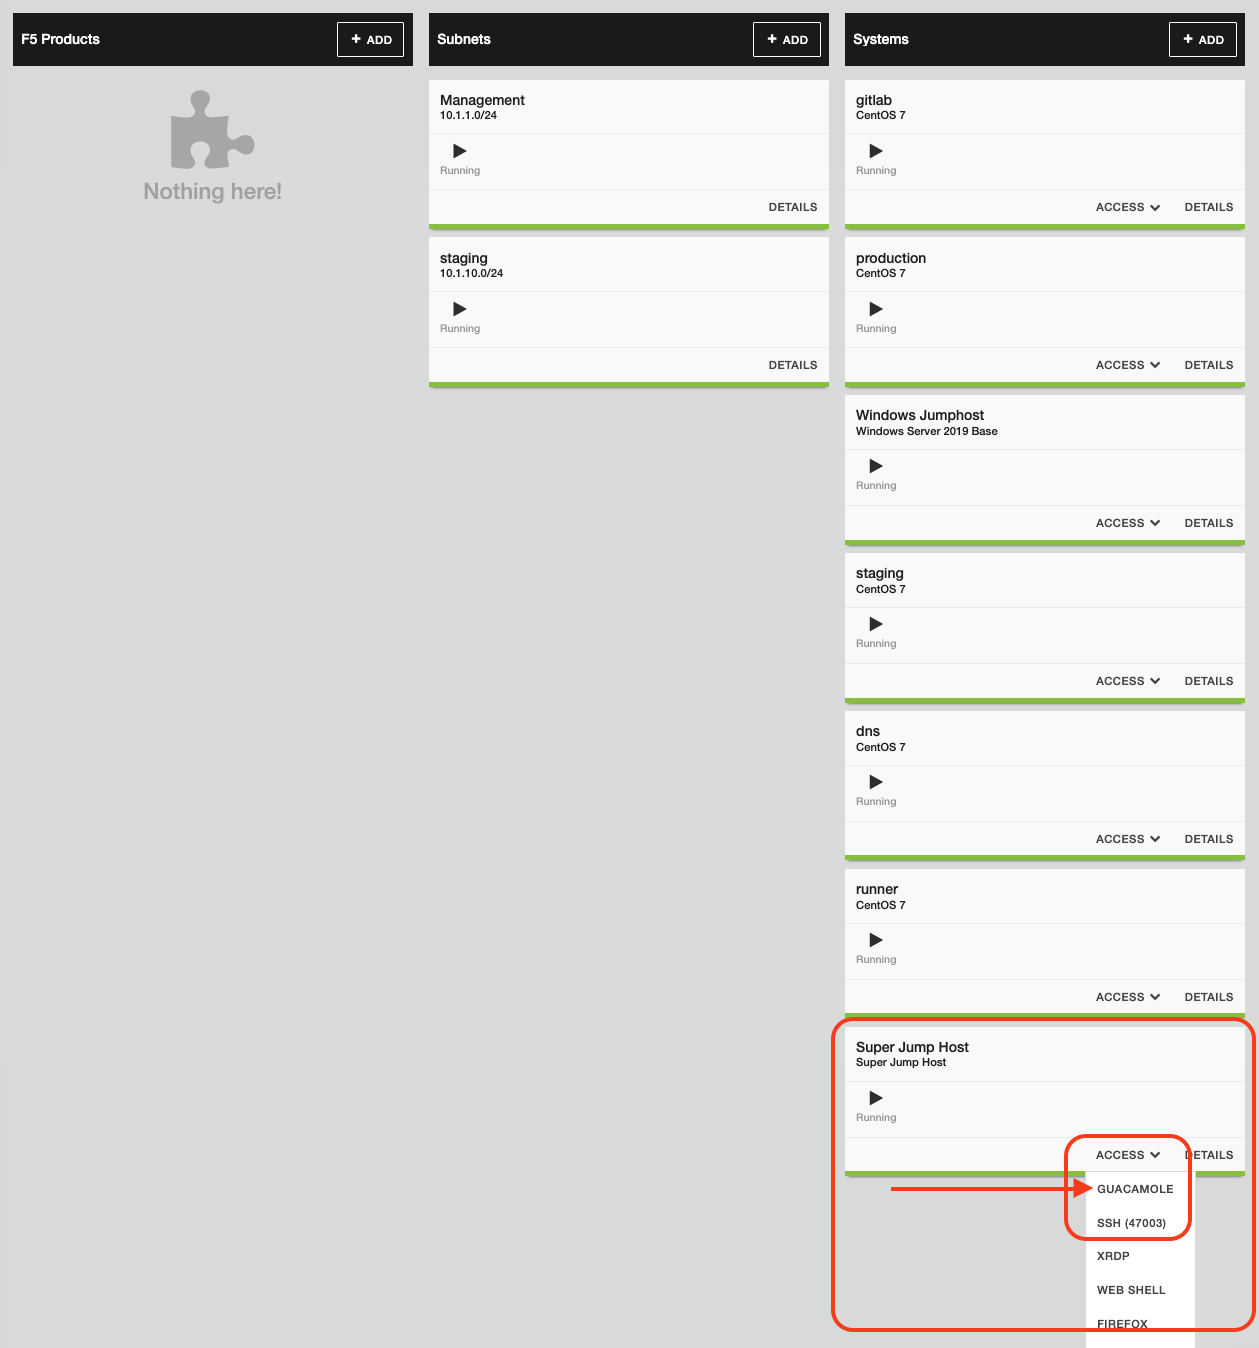 F5 Products
+ ADD
Nothing here!
Subnets
+ ADD
Management
10.1.1.0/24
Running
DETAILS
staging
10.1.10.0/24
Running
DETAILS
Systems
+ ADD
gitlab
CentOS 7
Running
ACCESS DETAILS
production
CentOS 7
Running
ACCESS DETAILS
Windows Jumphost
Windows Server 2019 Base
Running
ACCESS DETAILS
staging
CentOS 7
Running
ACCESS DETAILS
dns
CentOS 7
Running
ACCESS DETAILS
runner
CentOS 7
Running
ACCESS DETAILS
Super Jump Host
Super Jump Host
Running
ACCESS DETAILS
GUACAMOLE
SSH (47003)
XRDP
WEB SHELL
FIREFOX